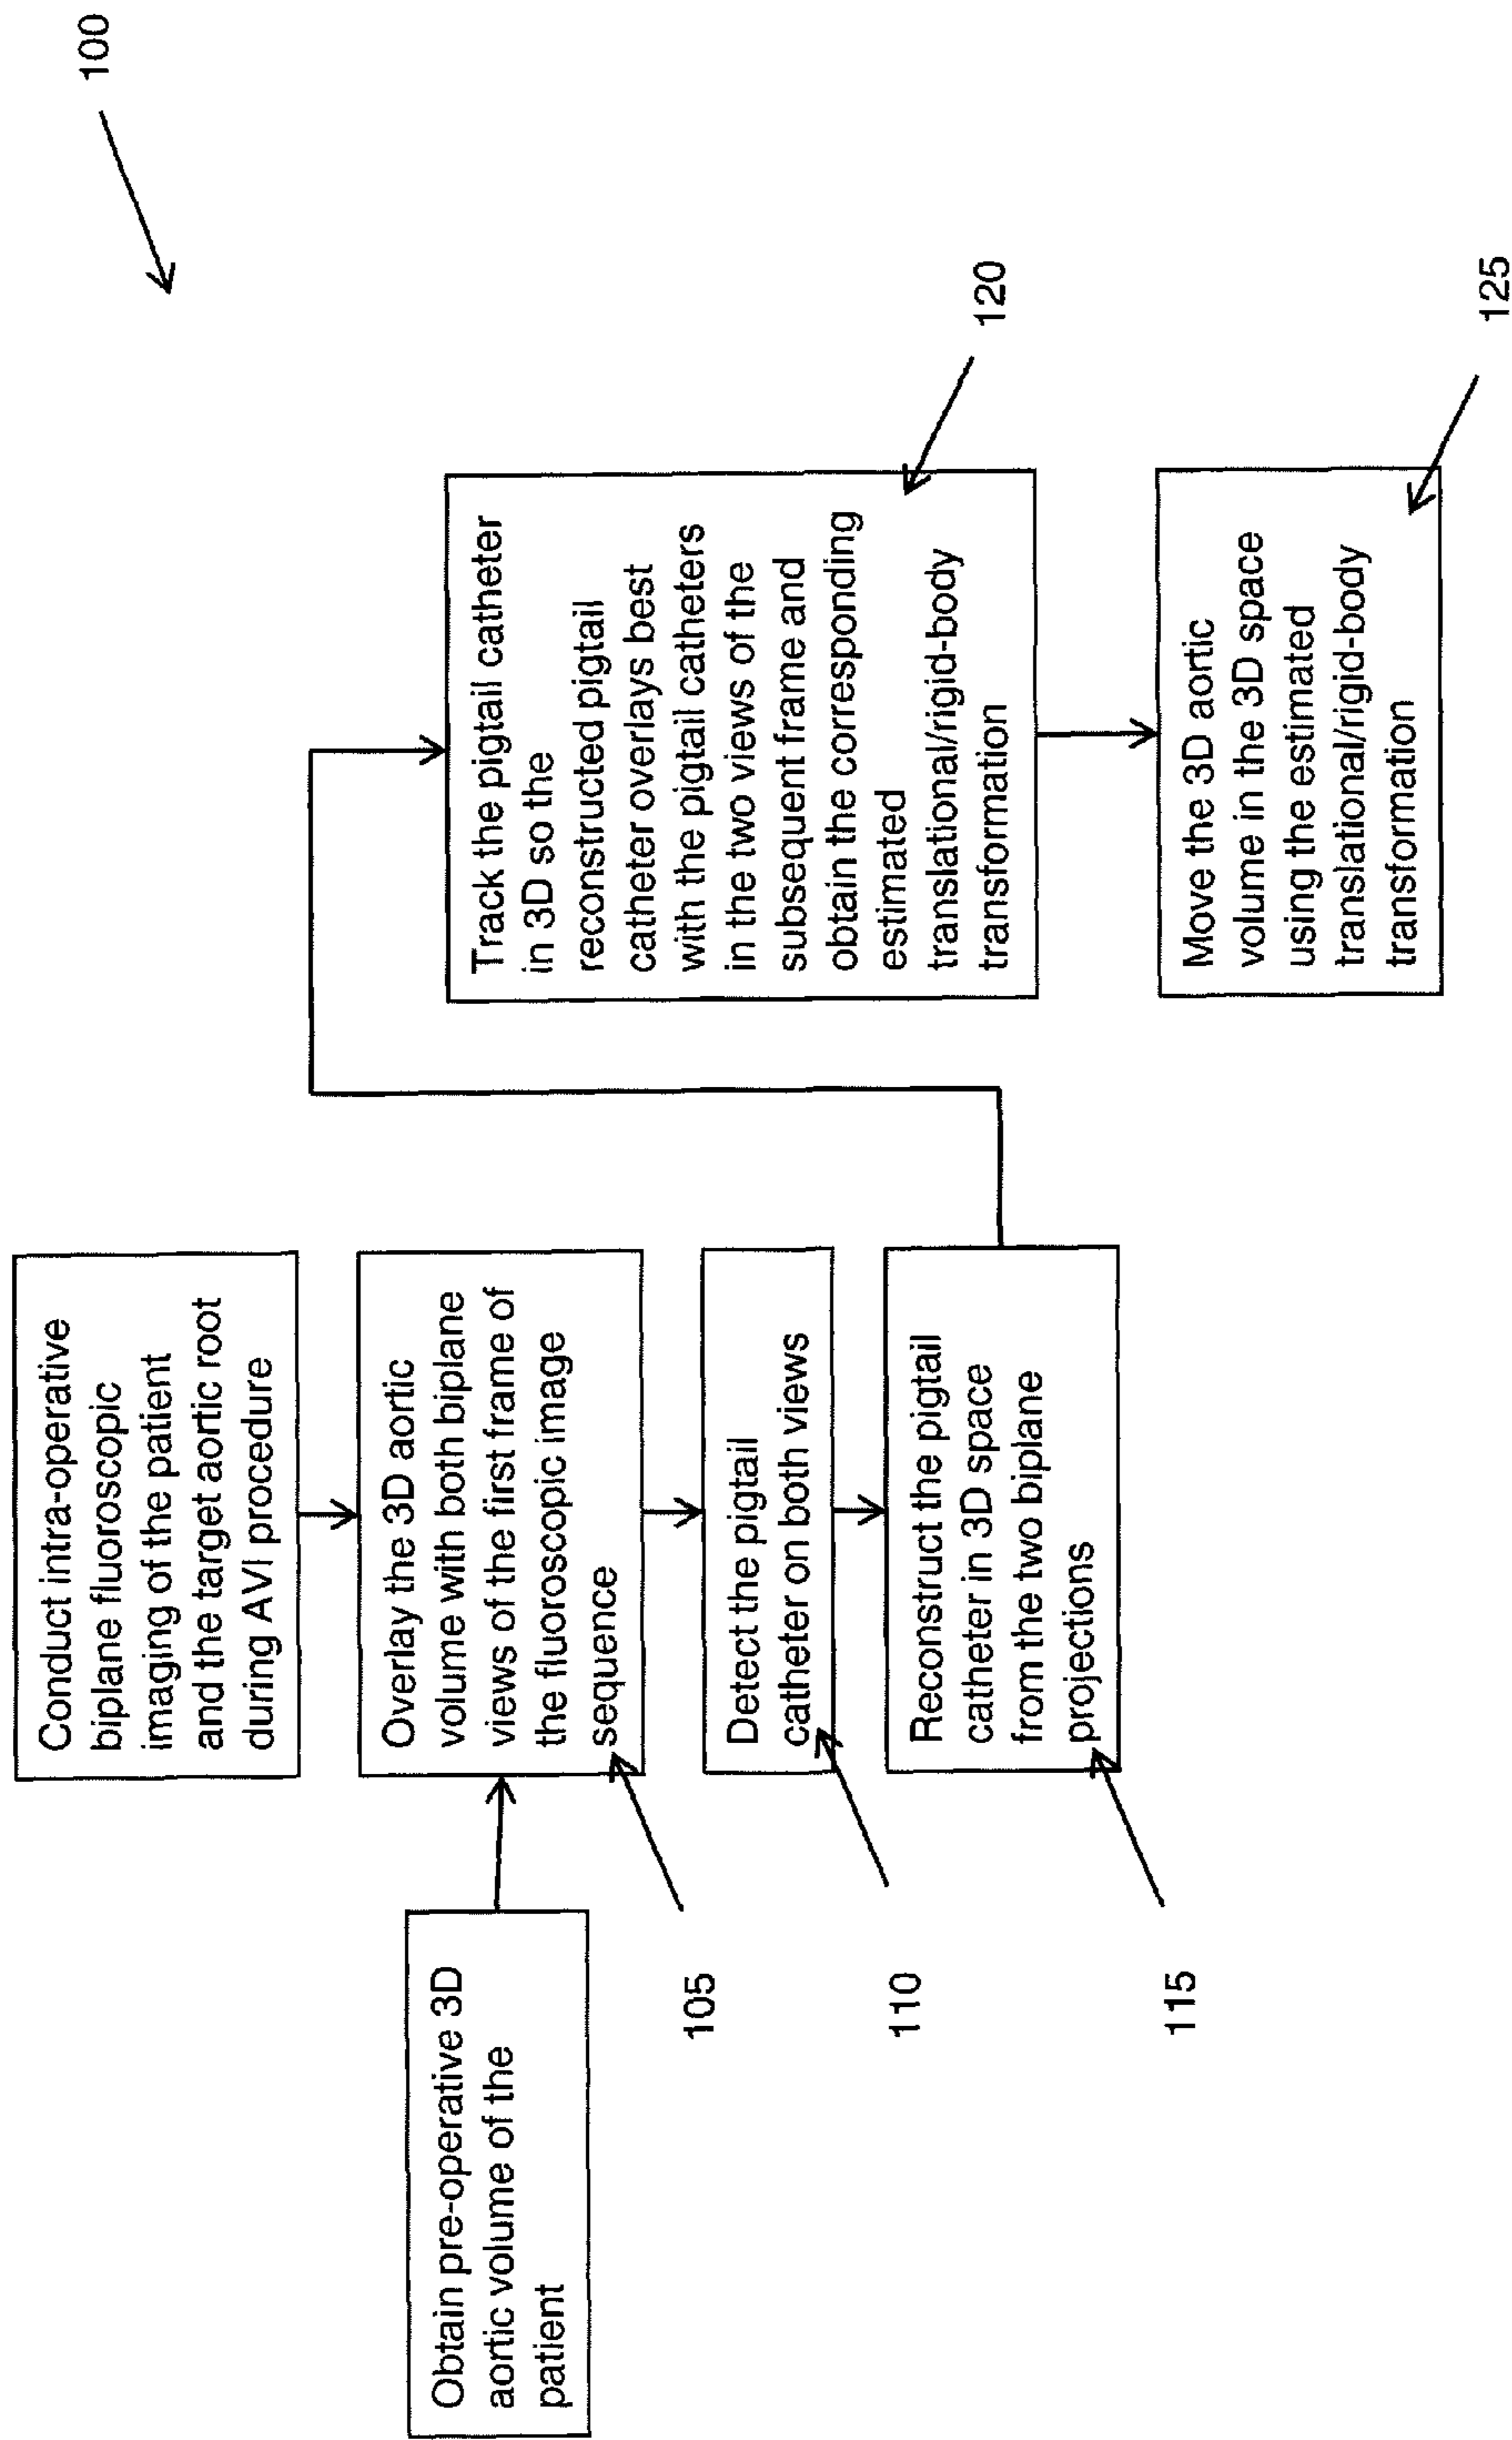 100
Conduct intra-operative
biplane fluoroscopic
imaging of the patient
and the target aortic root
during AVI procedure
Obtain pre-operative 3D
aortic volume of the
patient
Overlay the 3D aortic
volume with both biplane
views of the first frame of
the fluoroscopic image
sequence
105
Detect the pigtail
catheter on both views
110
Reconstruct the pigtail
catheter in 3D space
from the two biplane
projections
115
Track the pigtail catheter
in 3D so the
reconstructed pigtail
catheter overlays best
with the pigtail catheters
in the two views of the
subsequent frame and
obtain the corresponding
estimated
translational/rigid-body
transformation
120
Move the 3D aortic
volume in the 3D space
using the estimated
translational/rigid-body
transformation
125